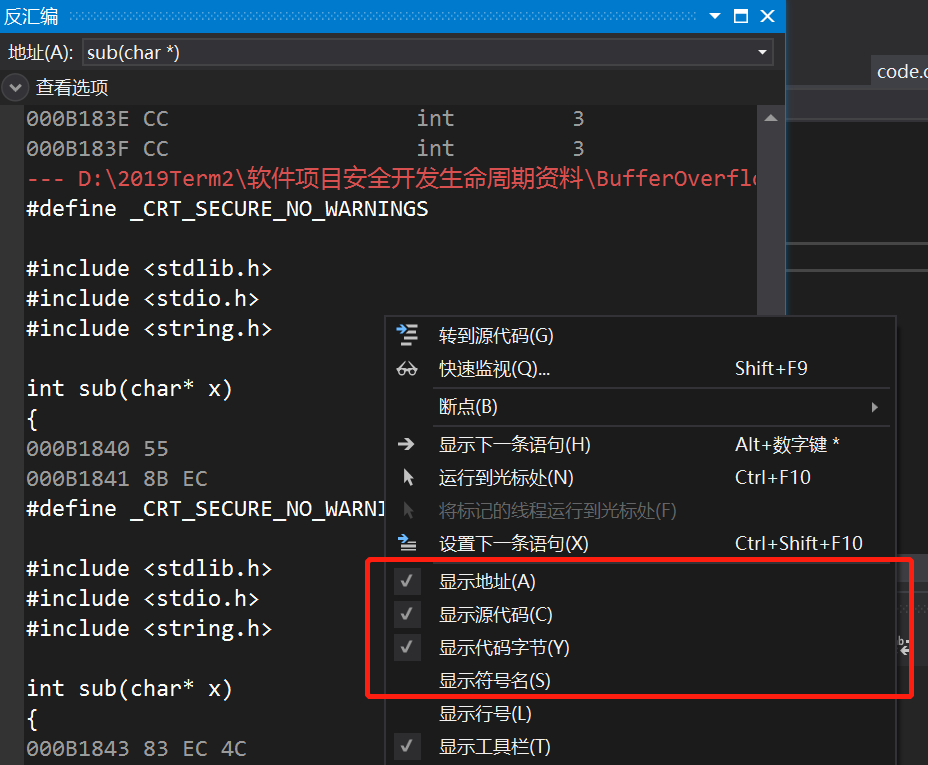 反汇编
地址(A): sub(char *)
code.c
查看选项
000B183E CC int 3
000B183F CC int 3
--- D:\2019Term2\软件项目安全开发生命周期资料\BufferOverflo
#define _CRT_SECURE_NO_WARNINGS
#include <stdlib.h>
#include <stdio.h>
#include <string.h>
int sub(char* x)
{
000B1840 55
000B1841 8B EC
#define _CRT_SECURE_NO_WARNI
#include <stdlib.h>
#include <stdio.h>
#include <string.h>
int sub(char* x)
{
000B1843 83 EC 4C
转到源代码(G)
快速监视(Q)... Shift+F9
断点(B)
显示下一条语句(H) Alt+数字键 *
运行到光标处(N) Ctrl+F10
将标记的线程运行到光标处(F)
设置下一条语句(X) Ctrl+Shift+F10
显示地址(A)
显示源代码(C)
显示代码字节(Y)
显示符号名(S)
显示行号(L)
显示工具栏(T)